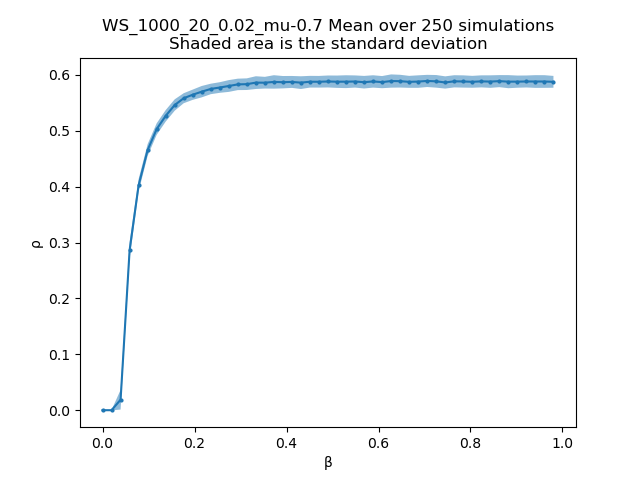 WS_1000_20_0.02_mu-0.7 Mean over 250 simulations
Shaded area is the standard deviation
0.6
0.5
0.4
0.3
0.2
0.1
0.0
ρ
0.0 0.2 0.4 0.6 0.8 1.0
β